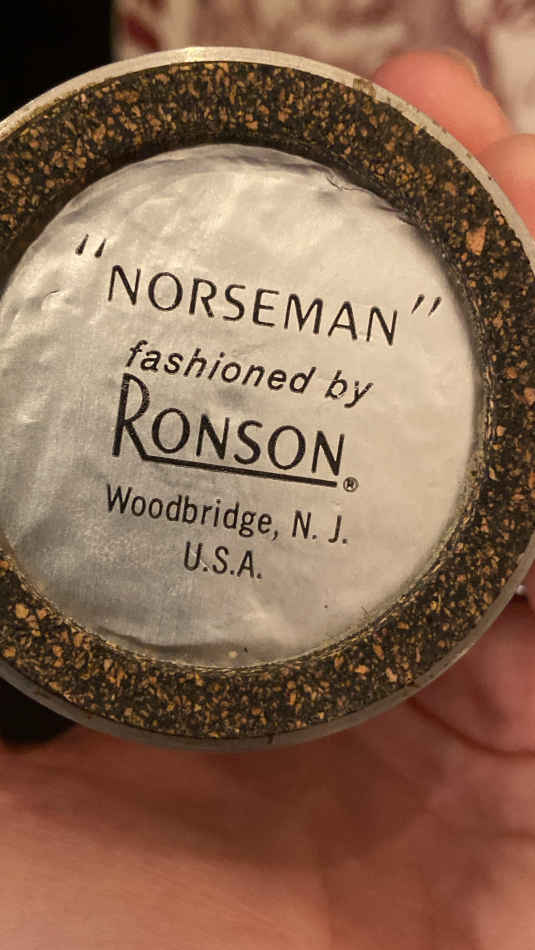 "NORSEMAN"
fashioned by
RONSON®
Woodbridge, N. J.
U.S.A.